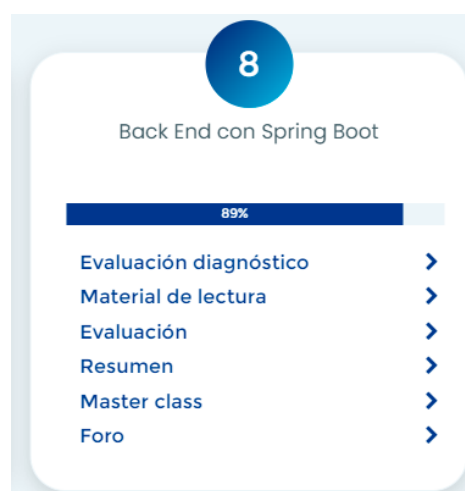 8
Back End con Spring Boot
89%
Evaluación diagnóstico
Material de lectura
Evaluación
Resumen
Master class
Foro